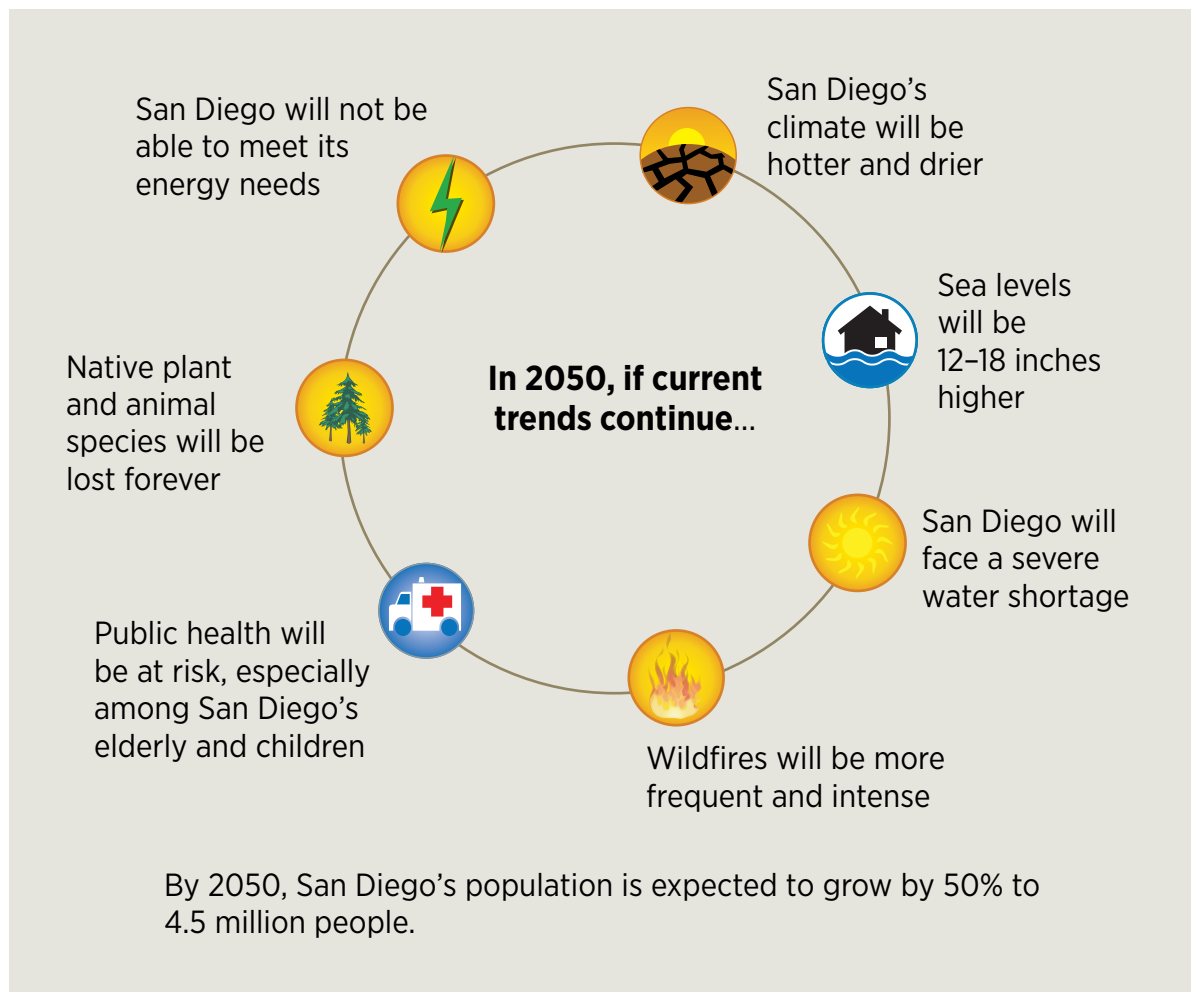 San Diego will not be
able to meet its
energy needs
San Diego’s
climate will be
hotter and drier
Sea levels
will be
12–18 inches
higher
Native plant
and animal
species will be
lost forever
In 2050, if current
trends continue...
San Diego will
face a severe
water shortage
Public health will
be at risk, especially
among San Diego’s
elderly and children
Wildfires will be more
frequent and intense
By 2050, San Diego’s population is expected to grow by 50% to
4.5 million people.